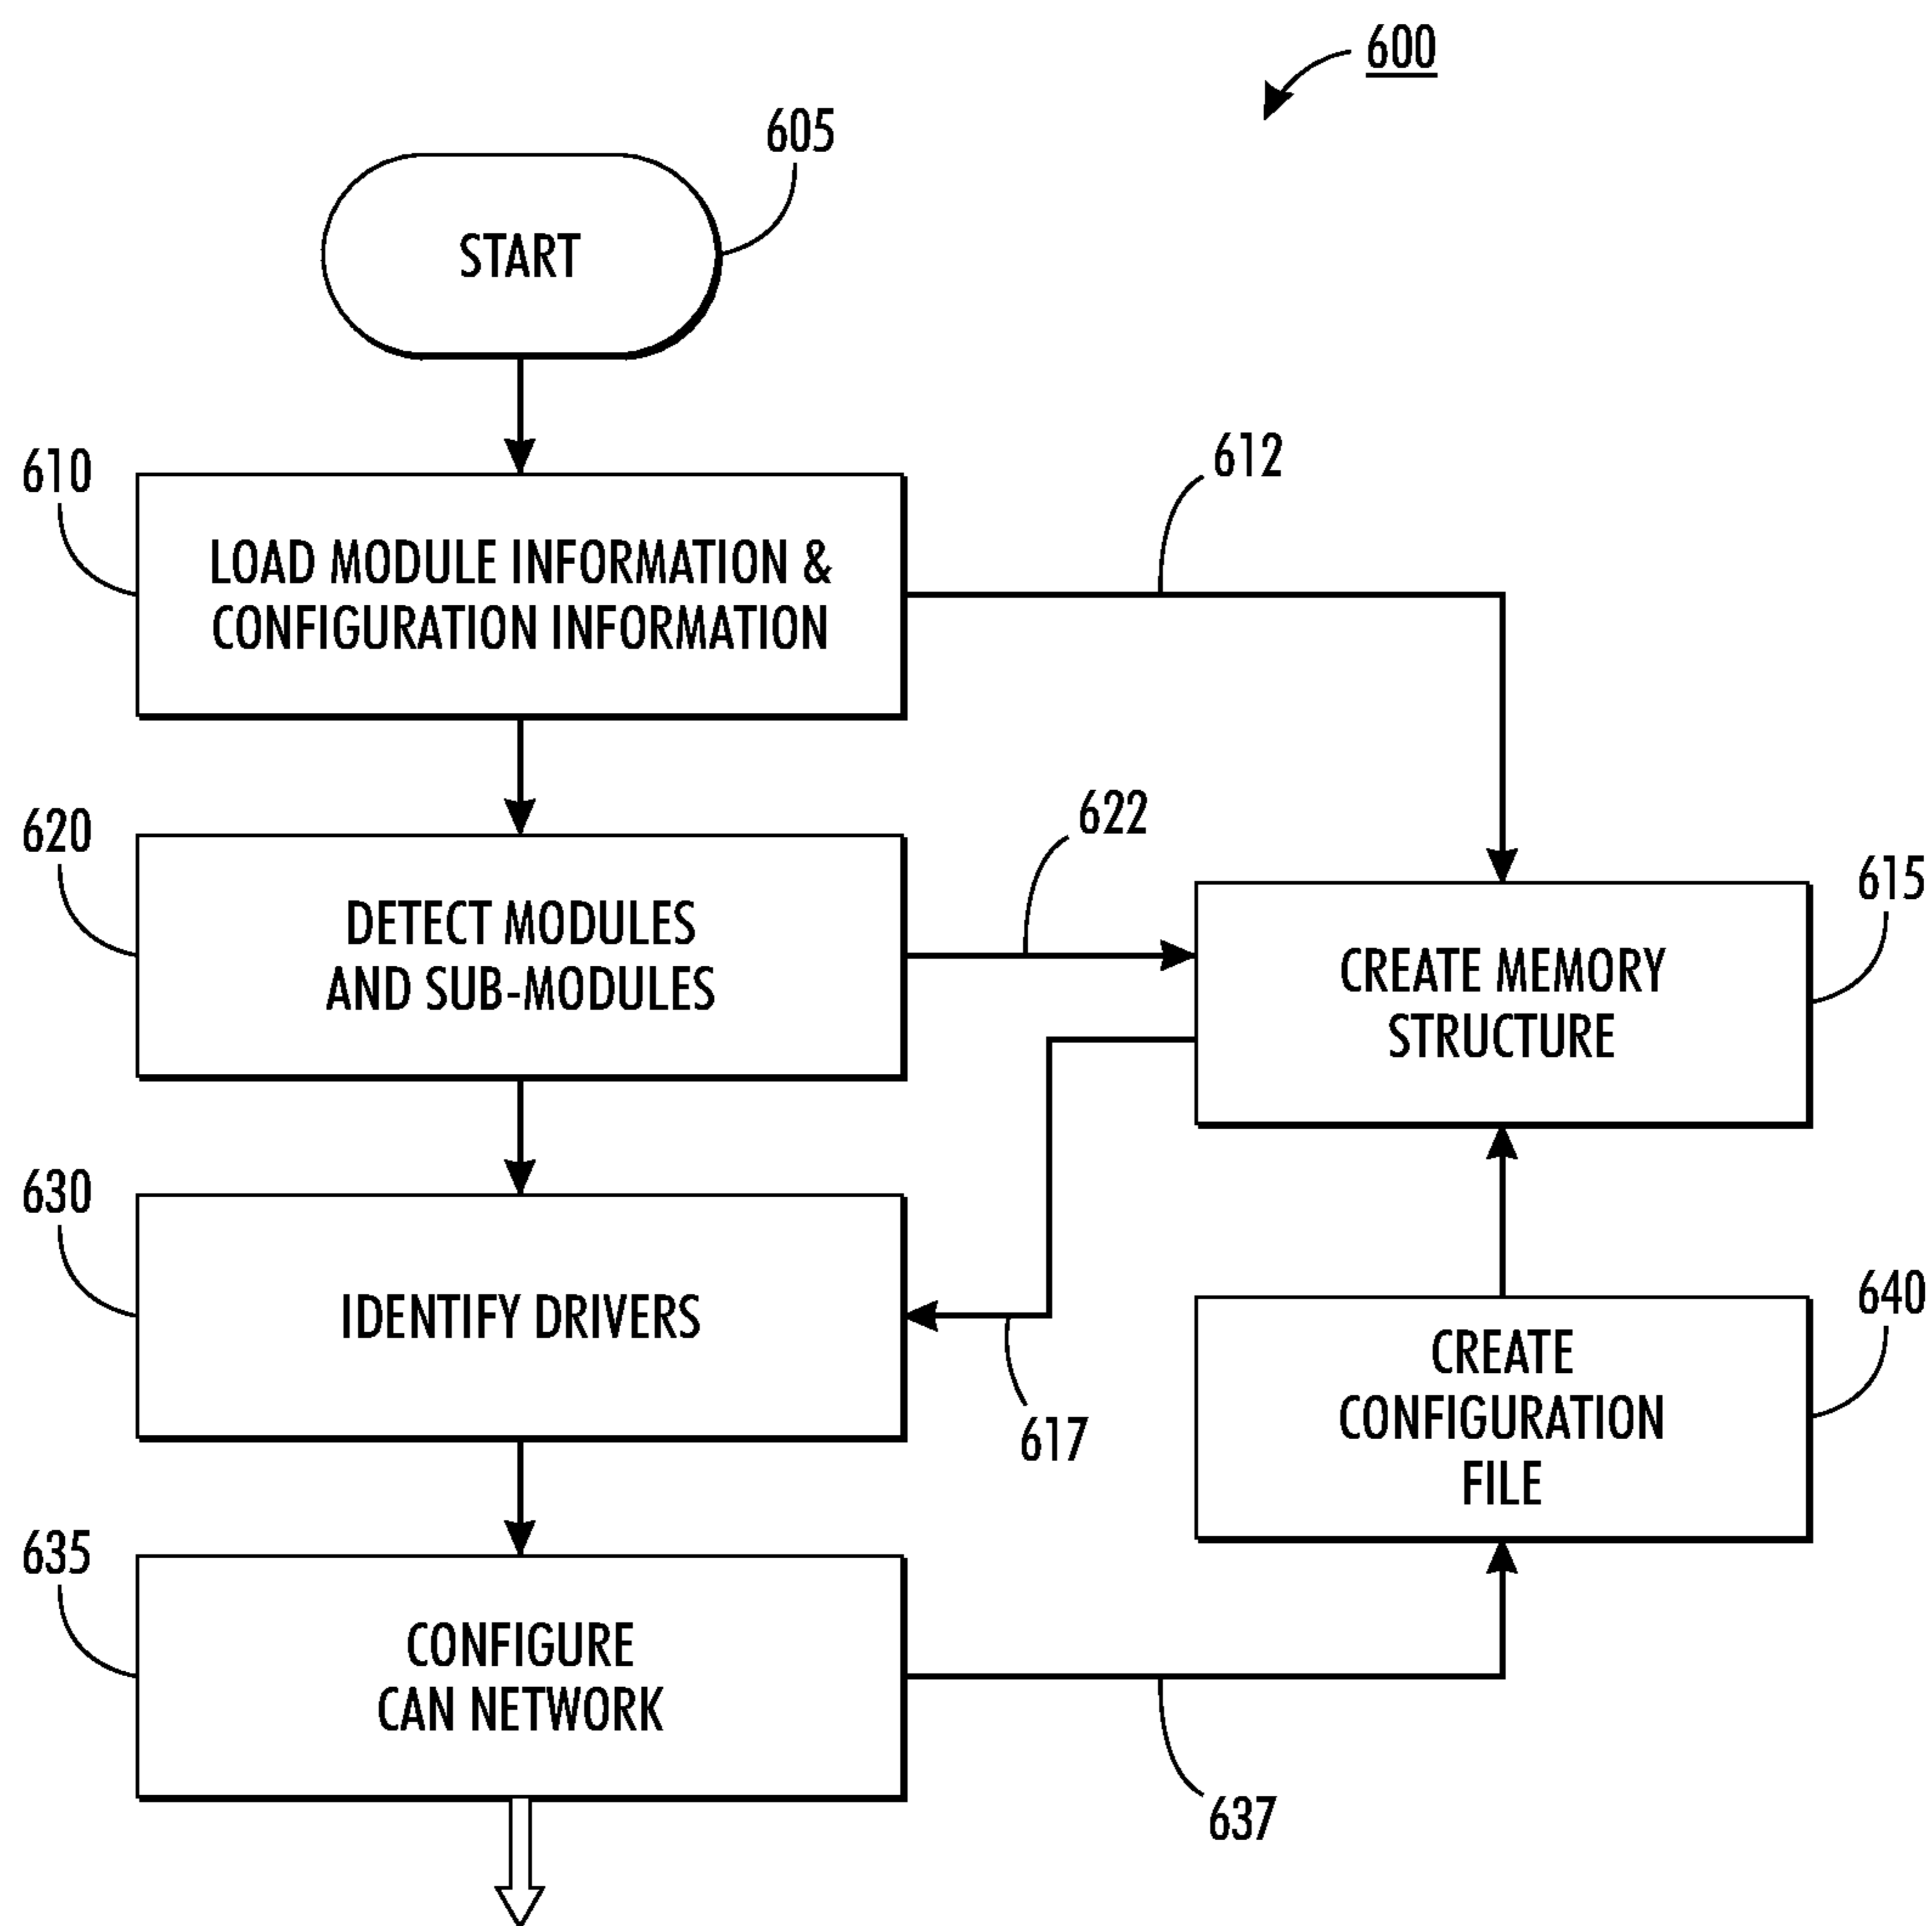 600
605
START
610
612
LOAD MODULE INFORMATION &
CONFIGURATION INFORMATION
620
622
615
DETECT MODULES
AND SUB-MODULES
CREATE MEMORY
STRUCTURE
630
640
IDENTIFY DRIVERS
617
CREATE
CONFIGURATION
FILE
635
CONFIGURE
CAN NETWORK
637